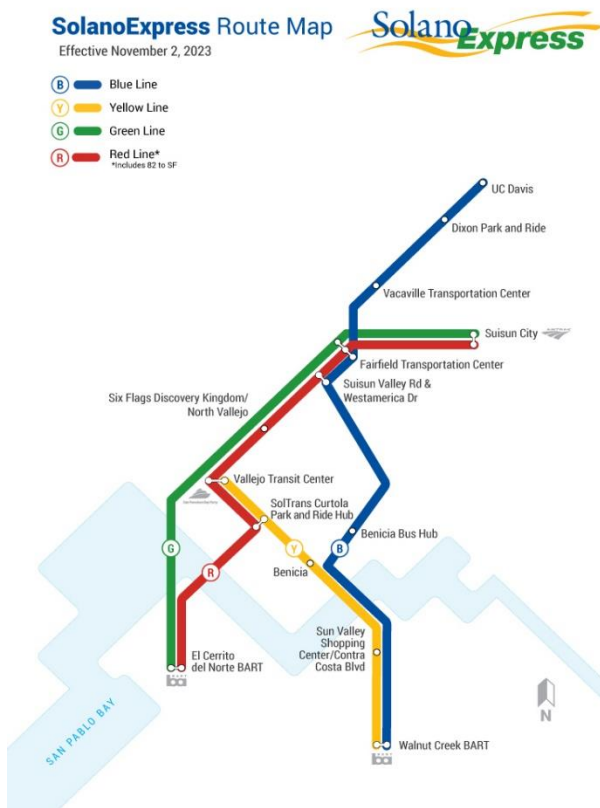 SolanoExpress Route Map
Solano
Express
Effective November 2, 2023
B Blue Line
Y Yellow Line
G Green Line
R Red Line*
*Includes 82 to SF
UC Davis
Dixon Park and Ride
Vacaville Transportation Center
Suisun City
Fairfield Transportation Center
Suisun Valley Rd &
Westamerica Dr
Six Flags Discovery Kingdom/
North Vallejo
Vallejo Transit Center
SolTrans Curtola
Park and Ride Hub
Benicia Bus Hub
G
Y
B
R
Benicia
Sun Valley
Shopping
Center/Contra
Costa Blvd
El Cerrito
del Norte BART
Walnut Creek BART
N
SAN PABLO BAY